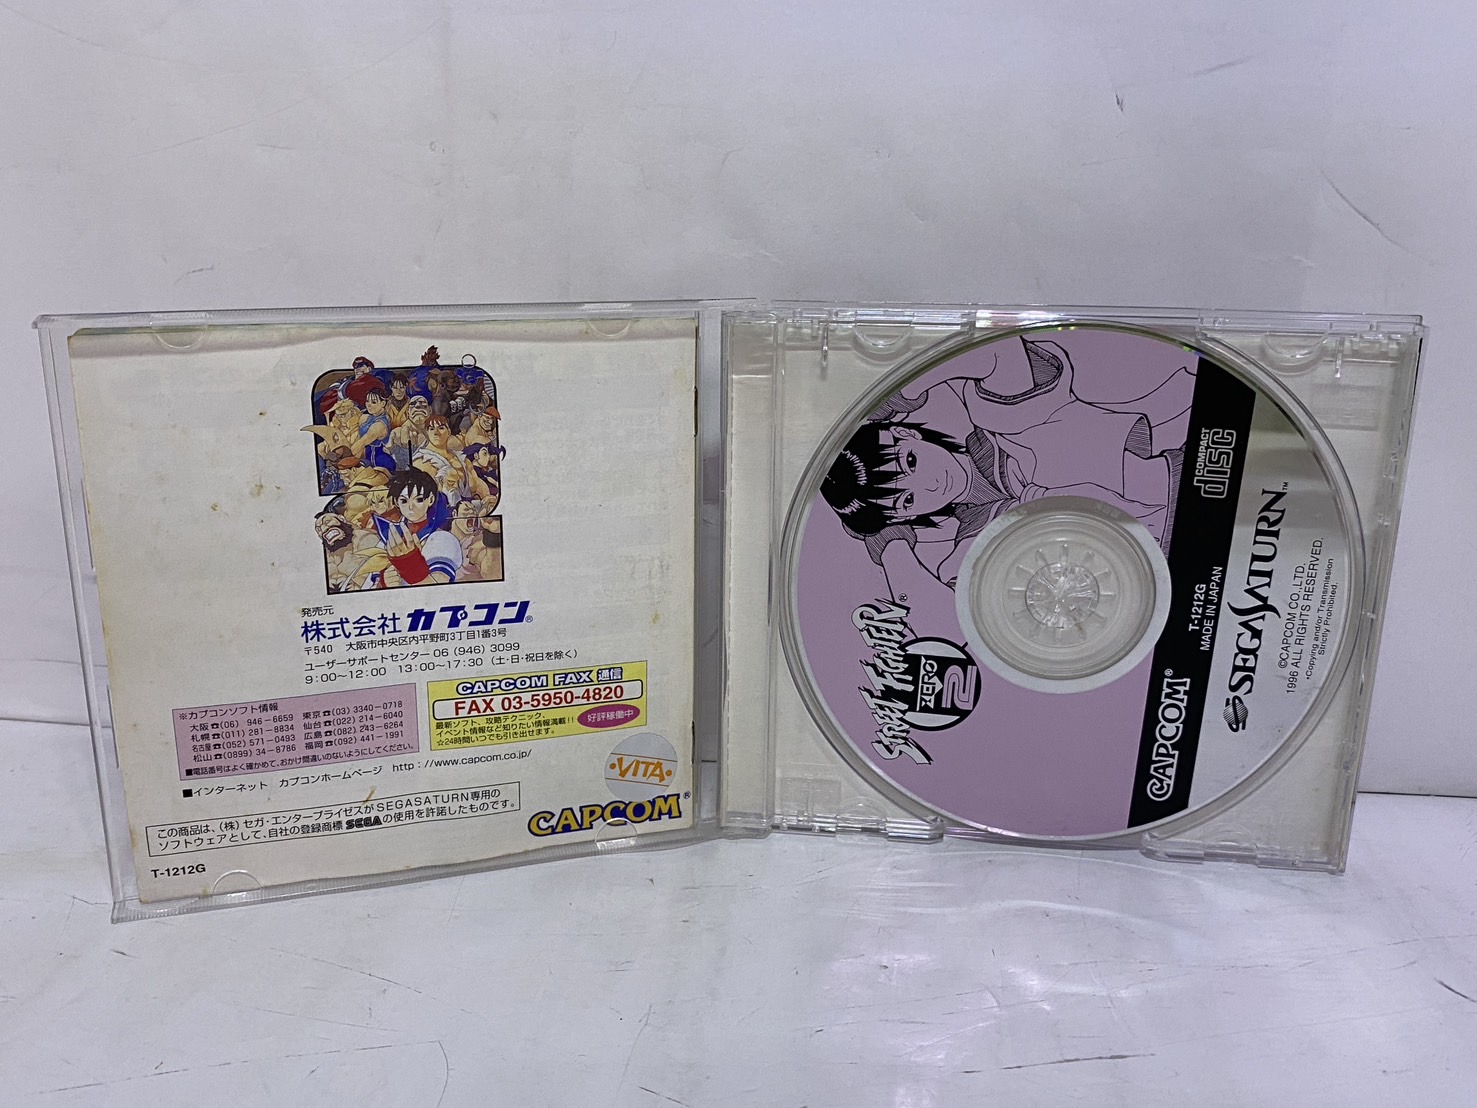 発売元
株式会社 カプコン®
〒540 大阪市中央区内平野町3丁目1番3号
ユーザーサポートセンター 06 (946) 3099
9:00〜12:00 13:00〜17:30 (土・日・祝日を除く)
※カプコンソフト情報
大阪☎(06) 946-6659 東京☎(03) 3340-0718
札幌☎(011) 281-8834 仙台☎(022) 214-6040
名古屋☎(052) 571-0493 広島☎(082) 243-6264
松山☎(0899) 34-8786 福岡☎(092) 441-1991
■電話番号はよく確かめて、おかけ間違いのないようにしてください。
CAPCOM FAX 通信
FAX 03-5950-4820
最新ソフト、攻略テクニック、
イベント情報など知りたい情報満載!!
☆24時間いつでも引き出せます。
好評稼働中
■インターネット カプコンホームページ http://www.capcom.co.jp/
VITA
この商品は、(株) セガ・エンタープライゼスがSEGASATURN専用の
ソフトウェアとして、自社の登録商標 SEGA の使用を許諾したものです。
CAPCOM®
T-1212G
STREET FIGHTER®
ZERO
2
COMPACT
disc
T-1212G
MADE IN JAPAN
CAPCOM®
SEGASATURN™
©CAPCOM CO.,LTD.
1996 ALL RIGHTS RESERVED.
•Copying and/or Transmission
Strictly Prohibited.